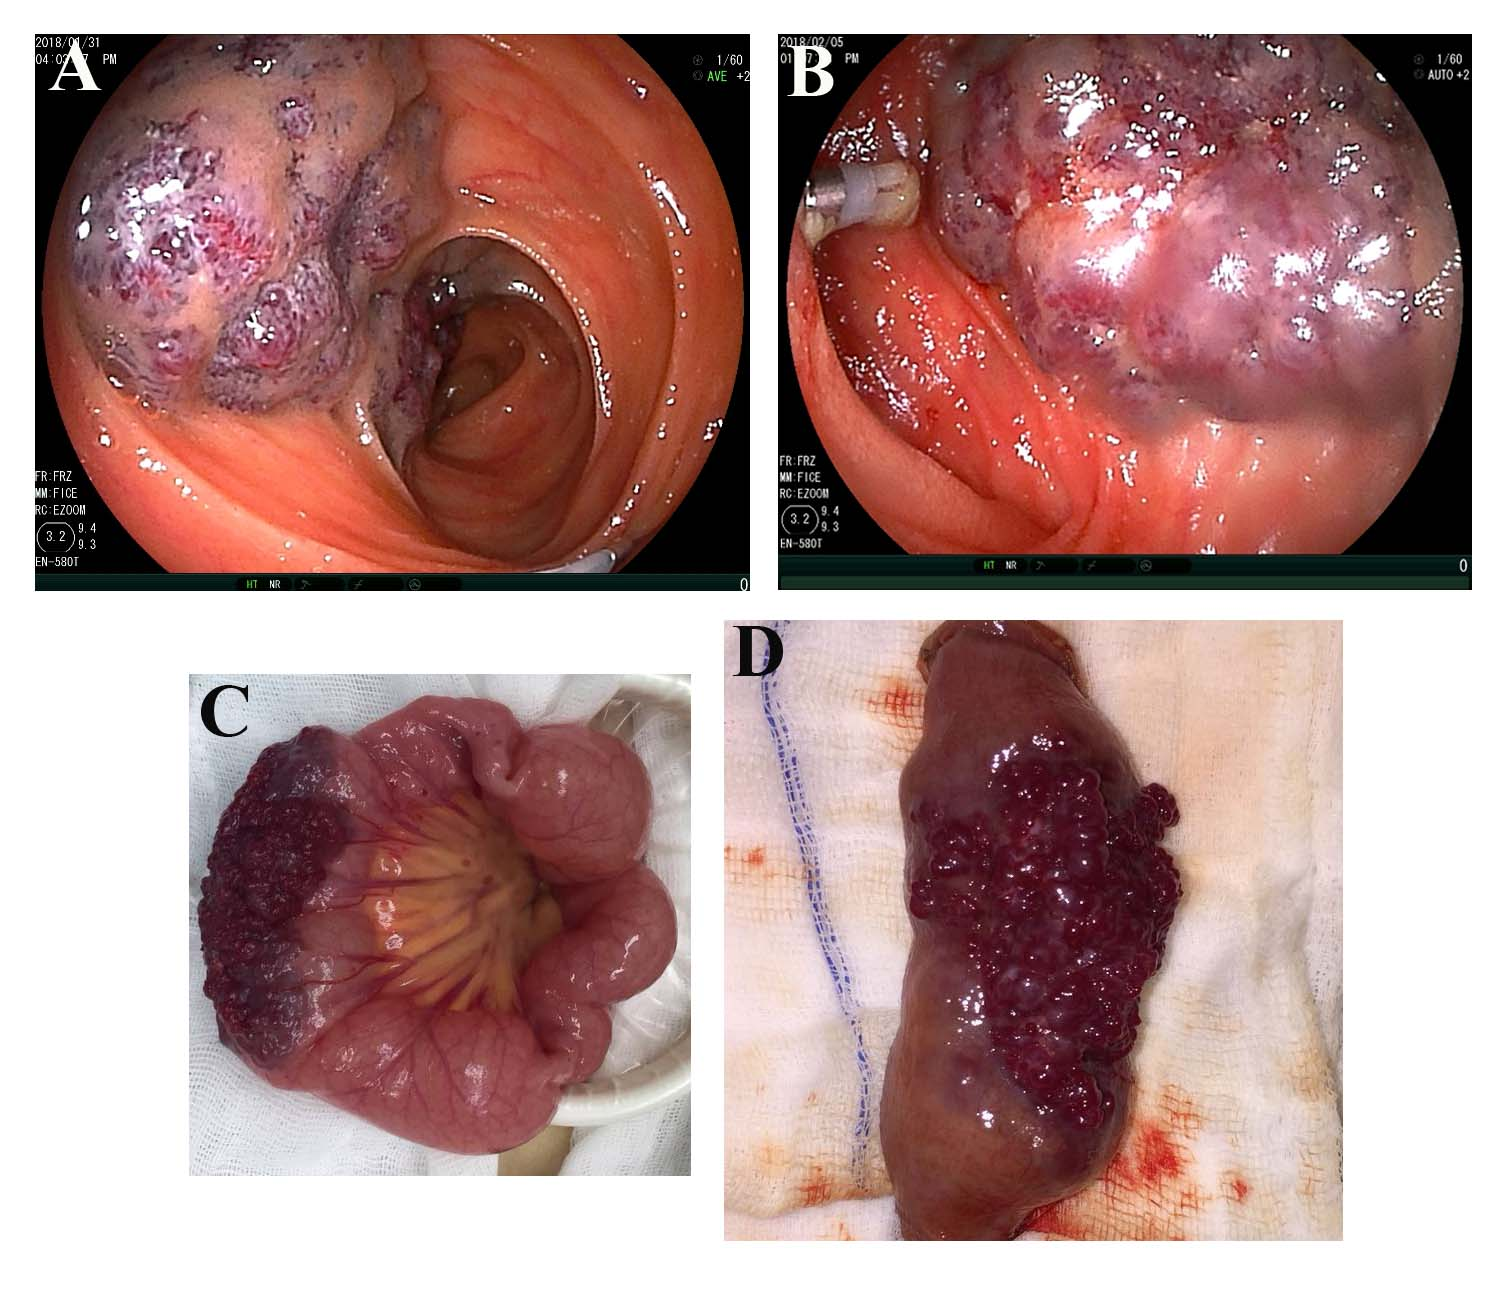 2018/01/31
A
PM
1/60
AVE +2
FR:FRZ
MM:FICE
RC:EZOOM
3.2
9.4
9.3
EN-580T
HT NR
0
2018/02/05
B
PM
1/60
AUTO +2
FR:FRZ
MM:FICE
RC:EZOOM
3.2
9.4
9.3
EN-580T
HT NR
0
C
D